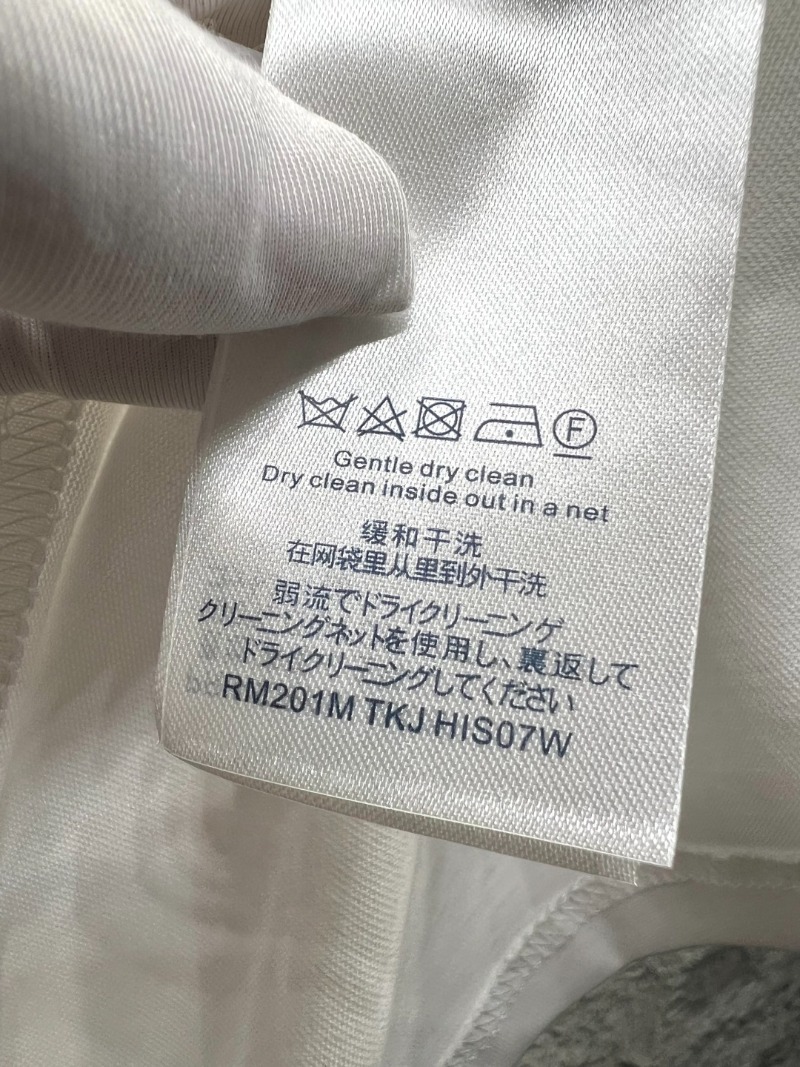 F
Gentle dry clean
Dry clean inside out in a net
缓和干洗
在网袋里从里到外干洗
弱流でドライクリーニング
クリーニングネットを使用し、裏返して
ドライクリーニングしてください
RM201M TKJ HIS07W